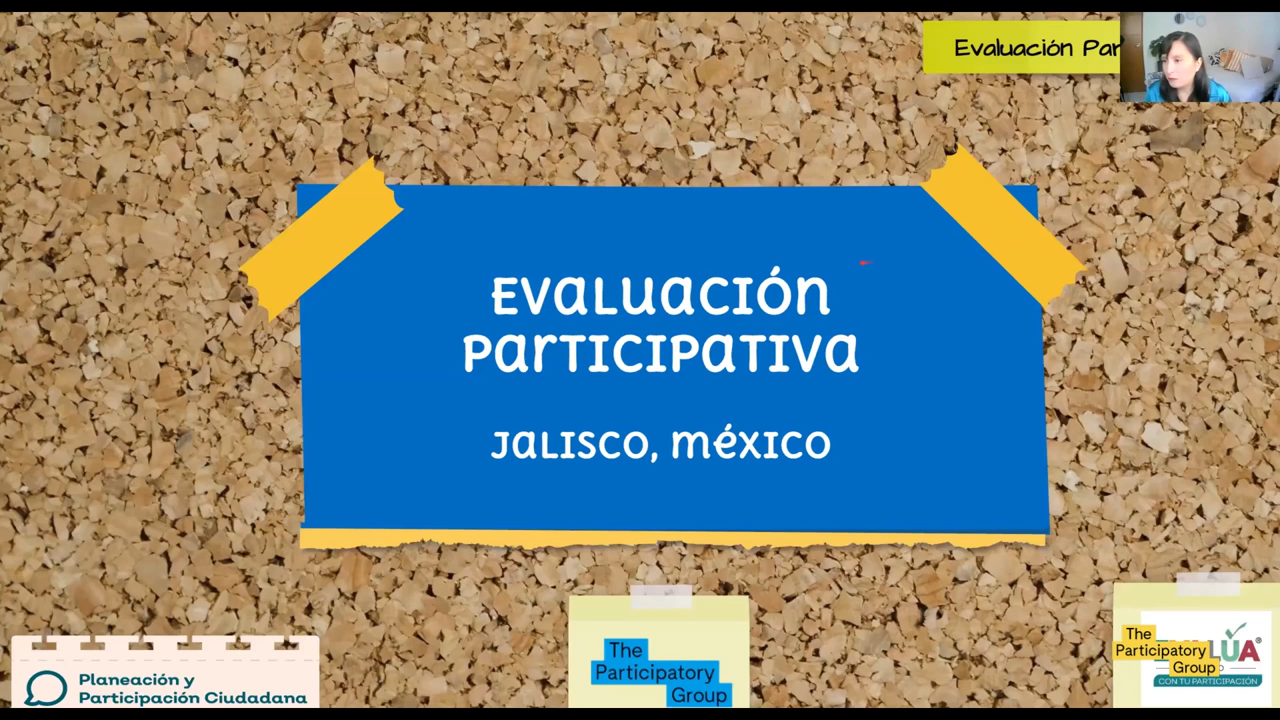 Evaluación Par
Evaluación
participativa
Jalisco, México
Planeación y
Participación Ciudadana
The
Participatory
Group
The
Participatory
Group
CON TU PARTICIPACIÓN